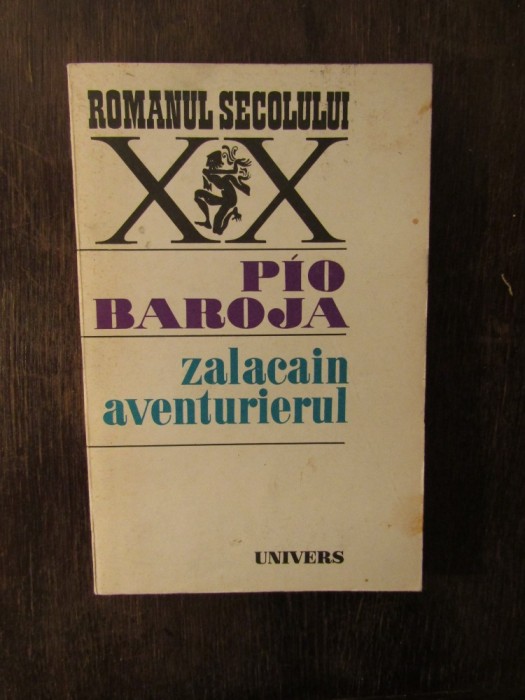 ROMANUL SECOLULUI
XX
PÍO
BAROJA
zalacain
aventurierul
UNIVERS